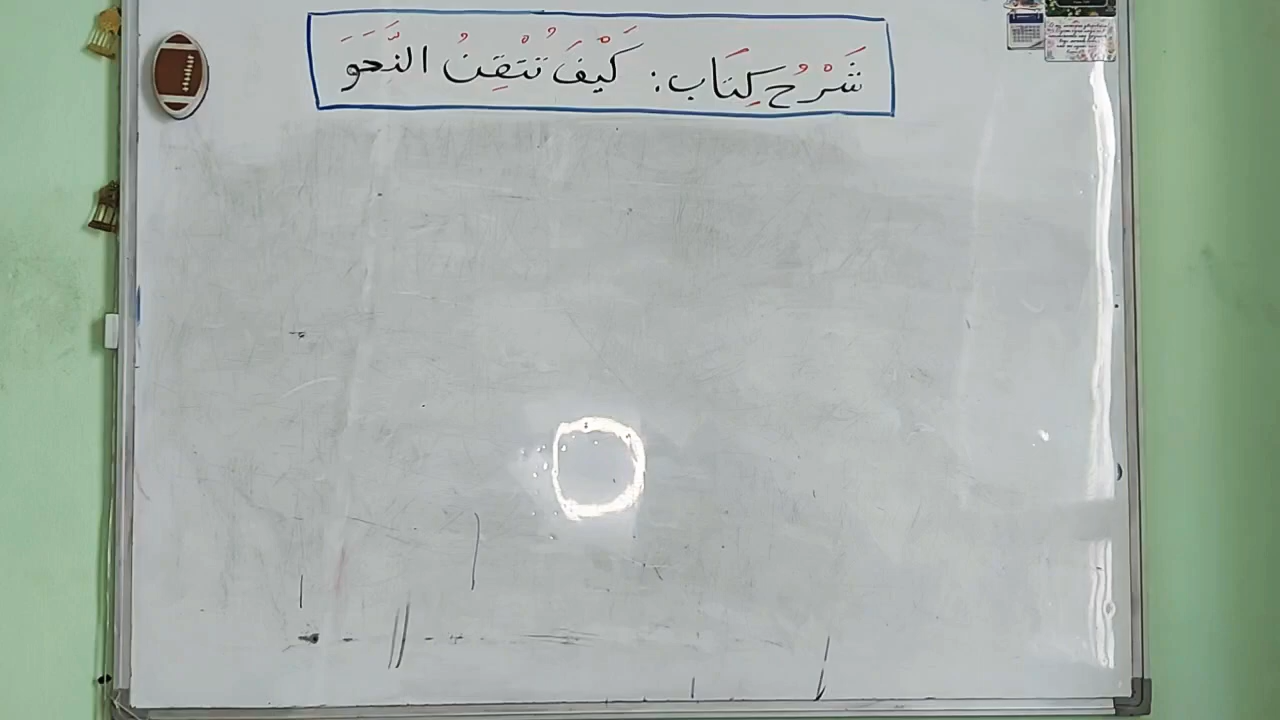 شَرْحُ كِتَاب: كَيْفَ تُتْقِنُ النَّحَوَ